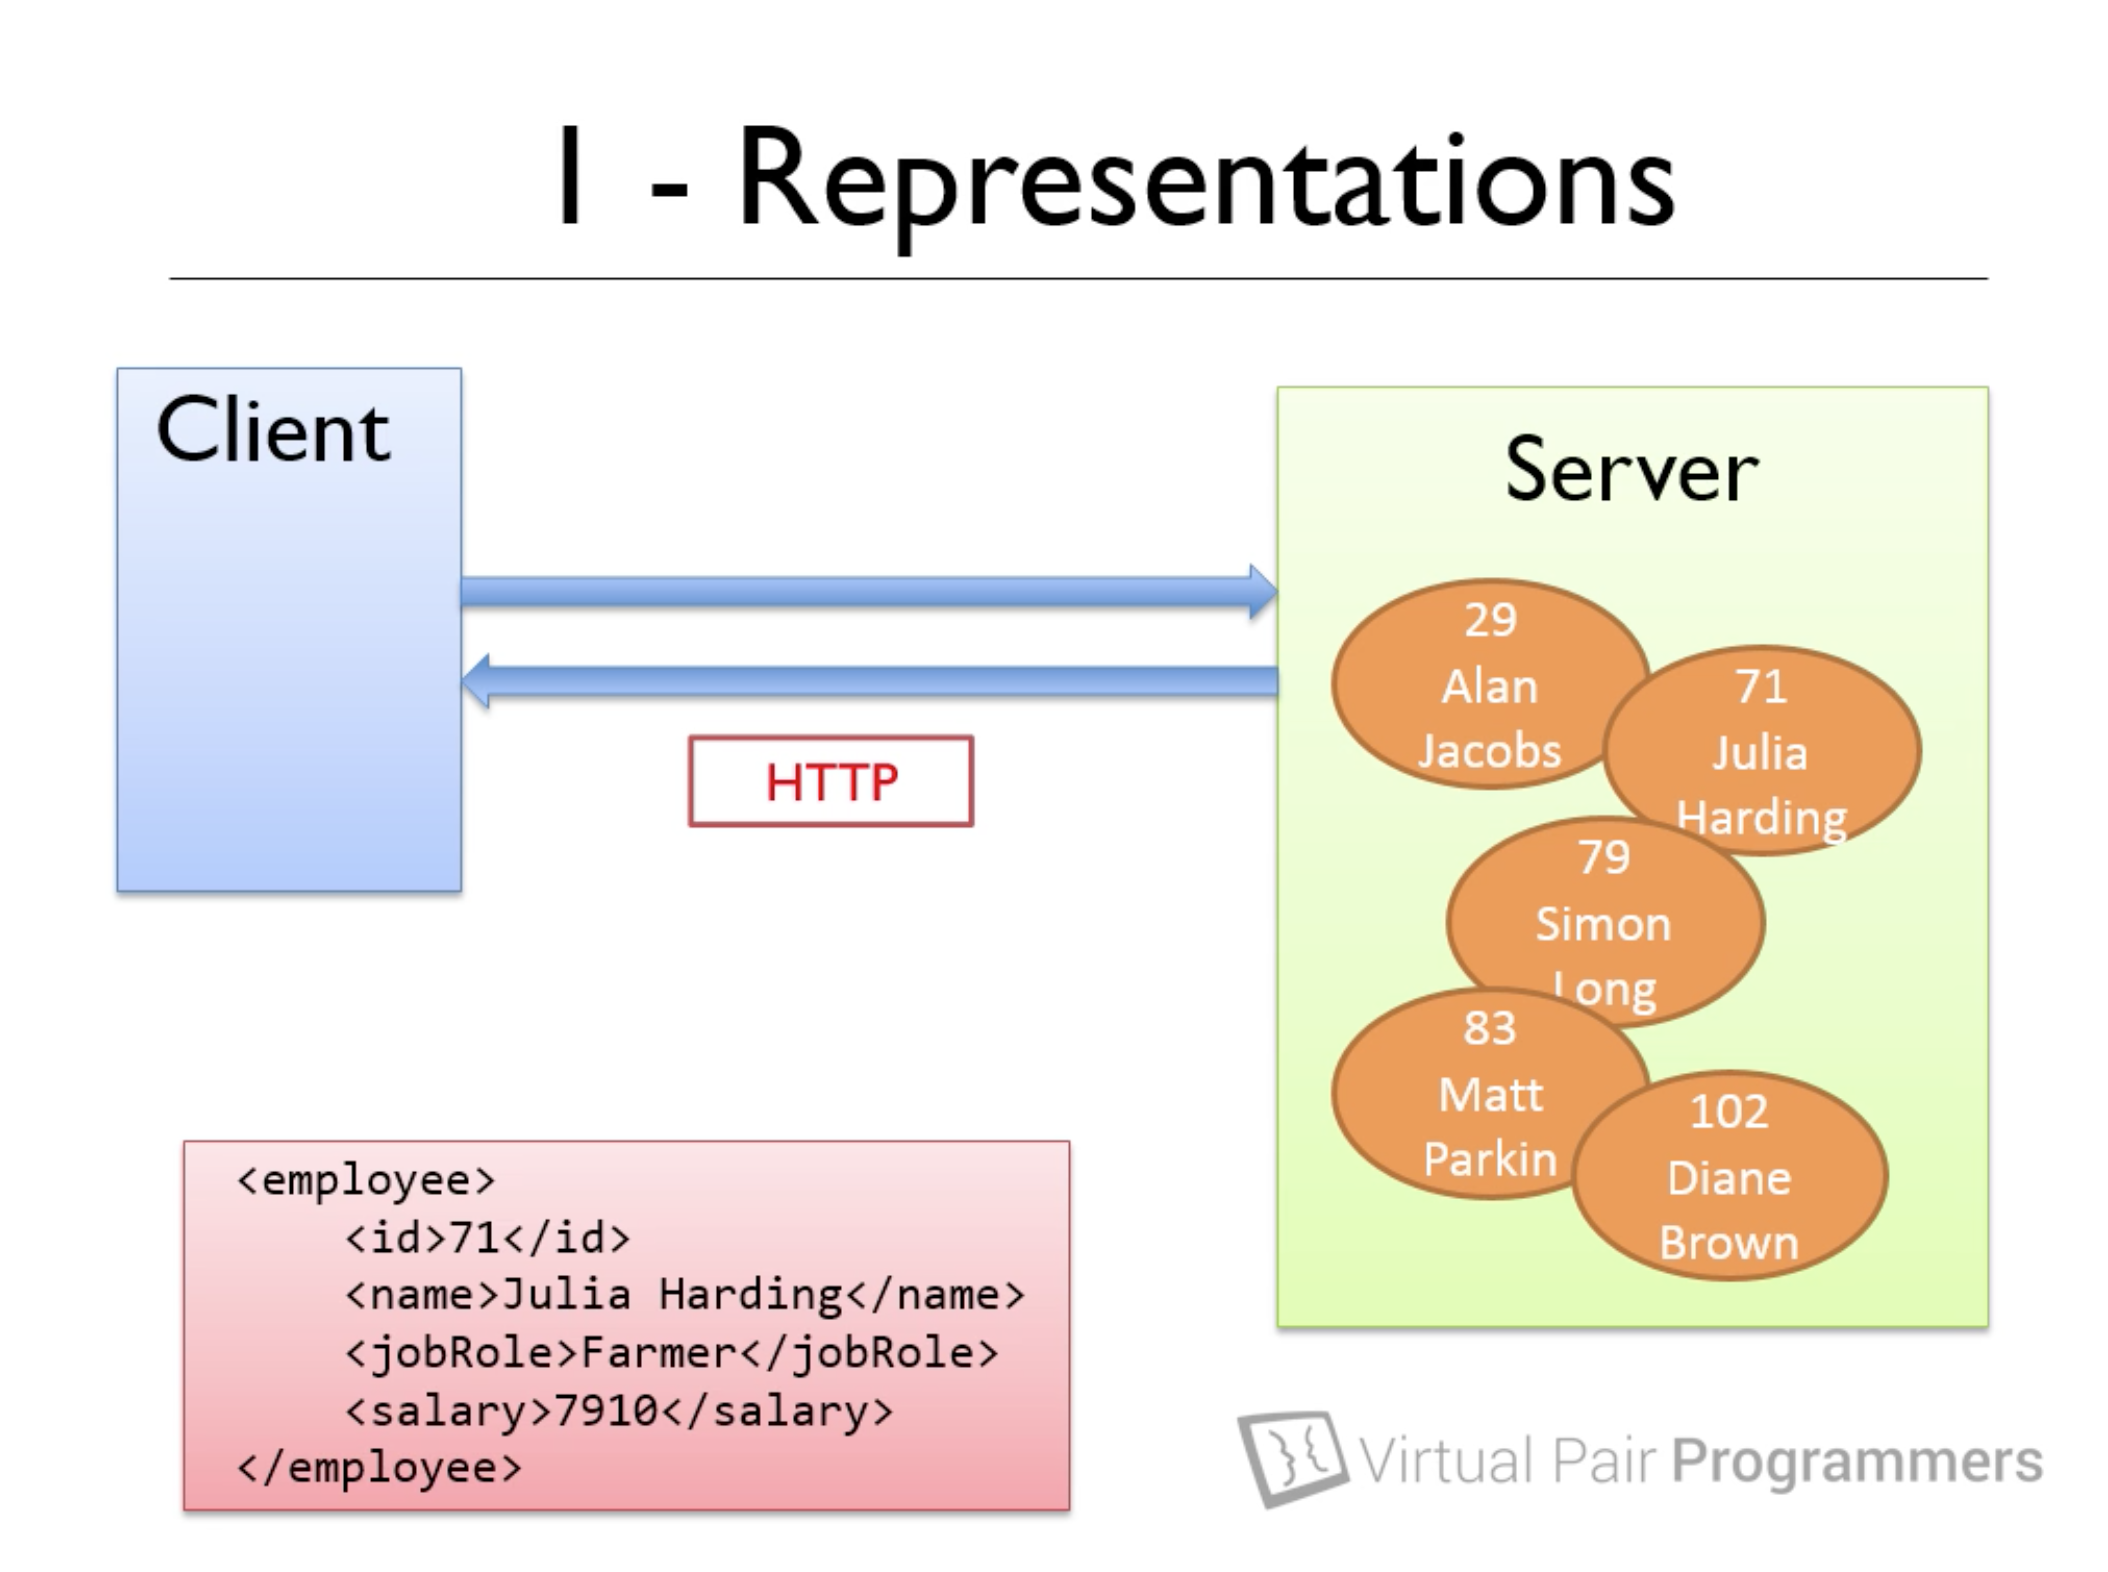 1 - Representations
Client
Server
29
Alan
Jacobs
71
Julia
Harding
HTTP
79
Simon
Long
83
Matt
Parkin
102
Diane
Brown
<employee>
<id>71</id>
<name>Julia Harding</name>
<jobRole>Farmer</jobRole>
<salary>7910</salary>
</employee>
Virtual Pair Programmers